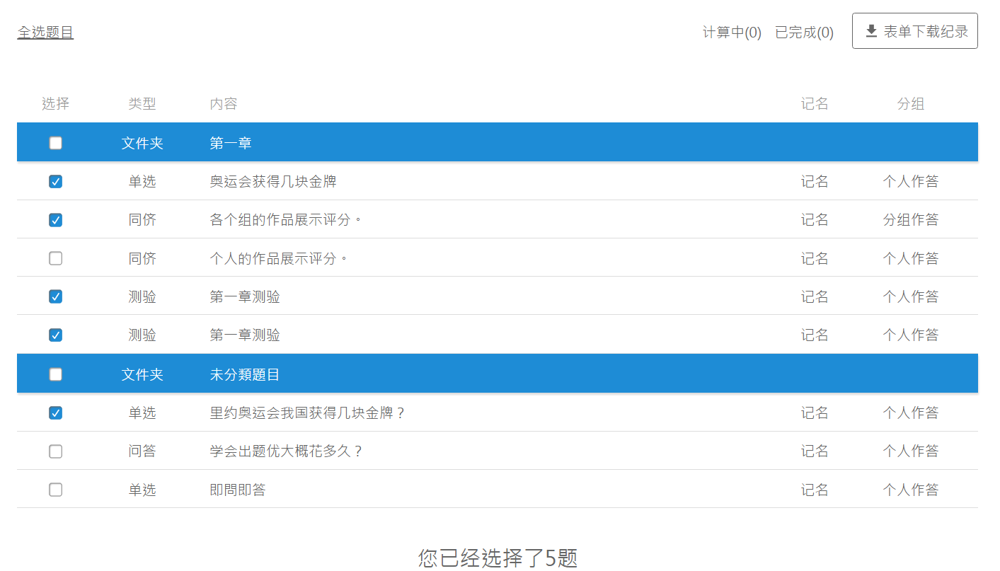 全选题目 计算中(0) 已完成(0) 表单下载纪录
选择 类型 内容 记名 分组
文件夹 第一章
单选 奥运会获得几块金牌 记名 个人作答
同侪 各个组的作品展示评分。 记名 分组作答
同侪 个人的作品展示评分。 记名 个人作答
测验 第一章测验 记名 个人作答
测验 第一章测验 记名 个人作答
文件夹 未分類題目
单选 里约奥运会我国获得几块金牌？ 记名 个人作答
问答 学会出题优大概花多久？ 记名 个人作答
单选 即問即答 记名 个人作答
您已经选择了5题